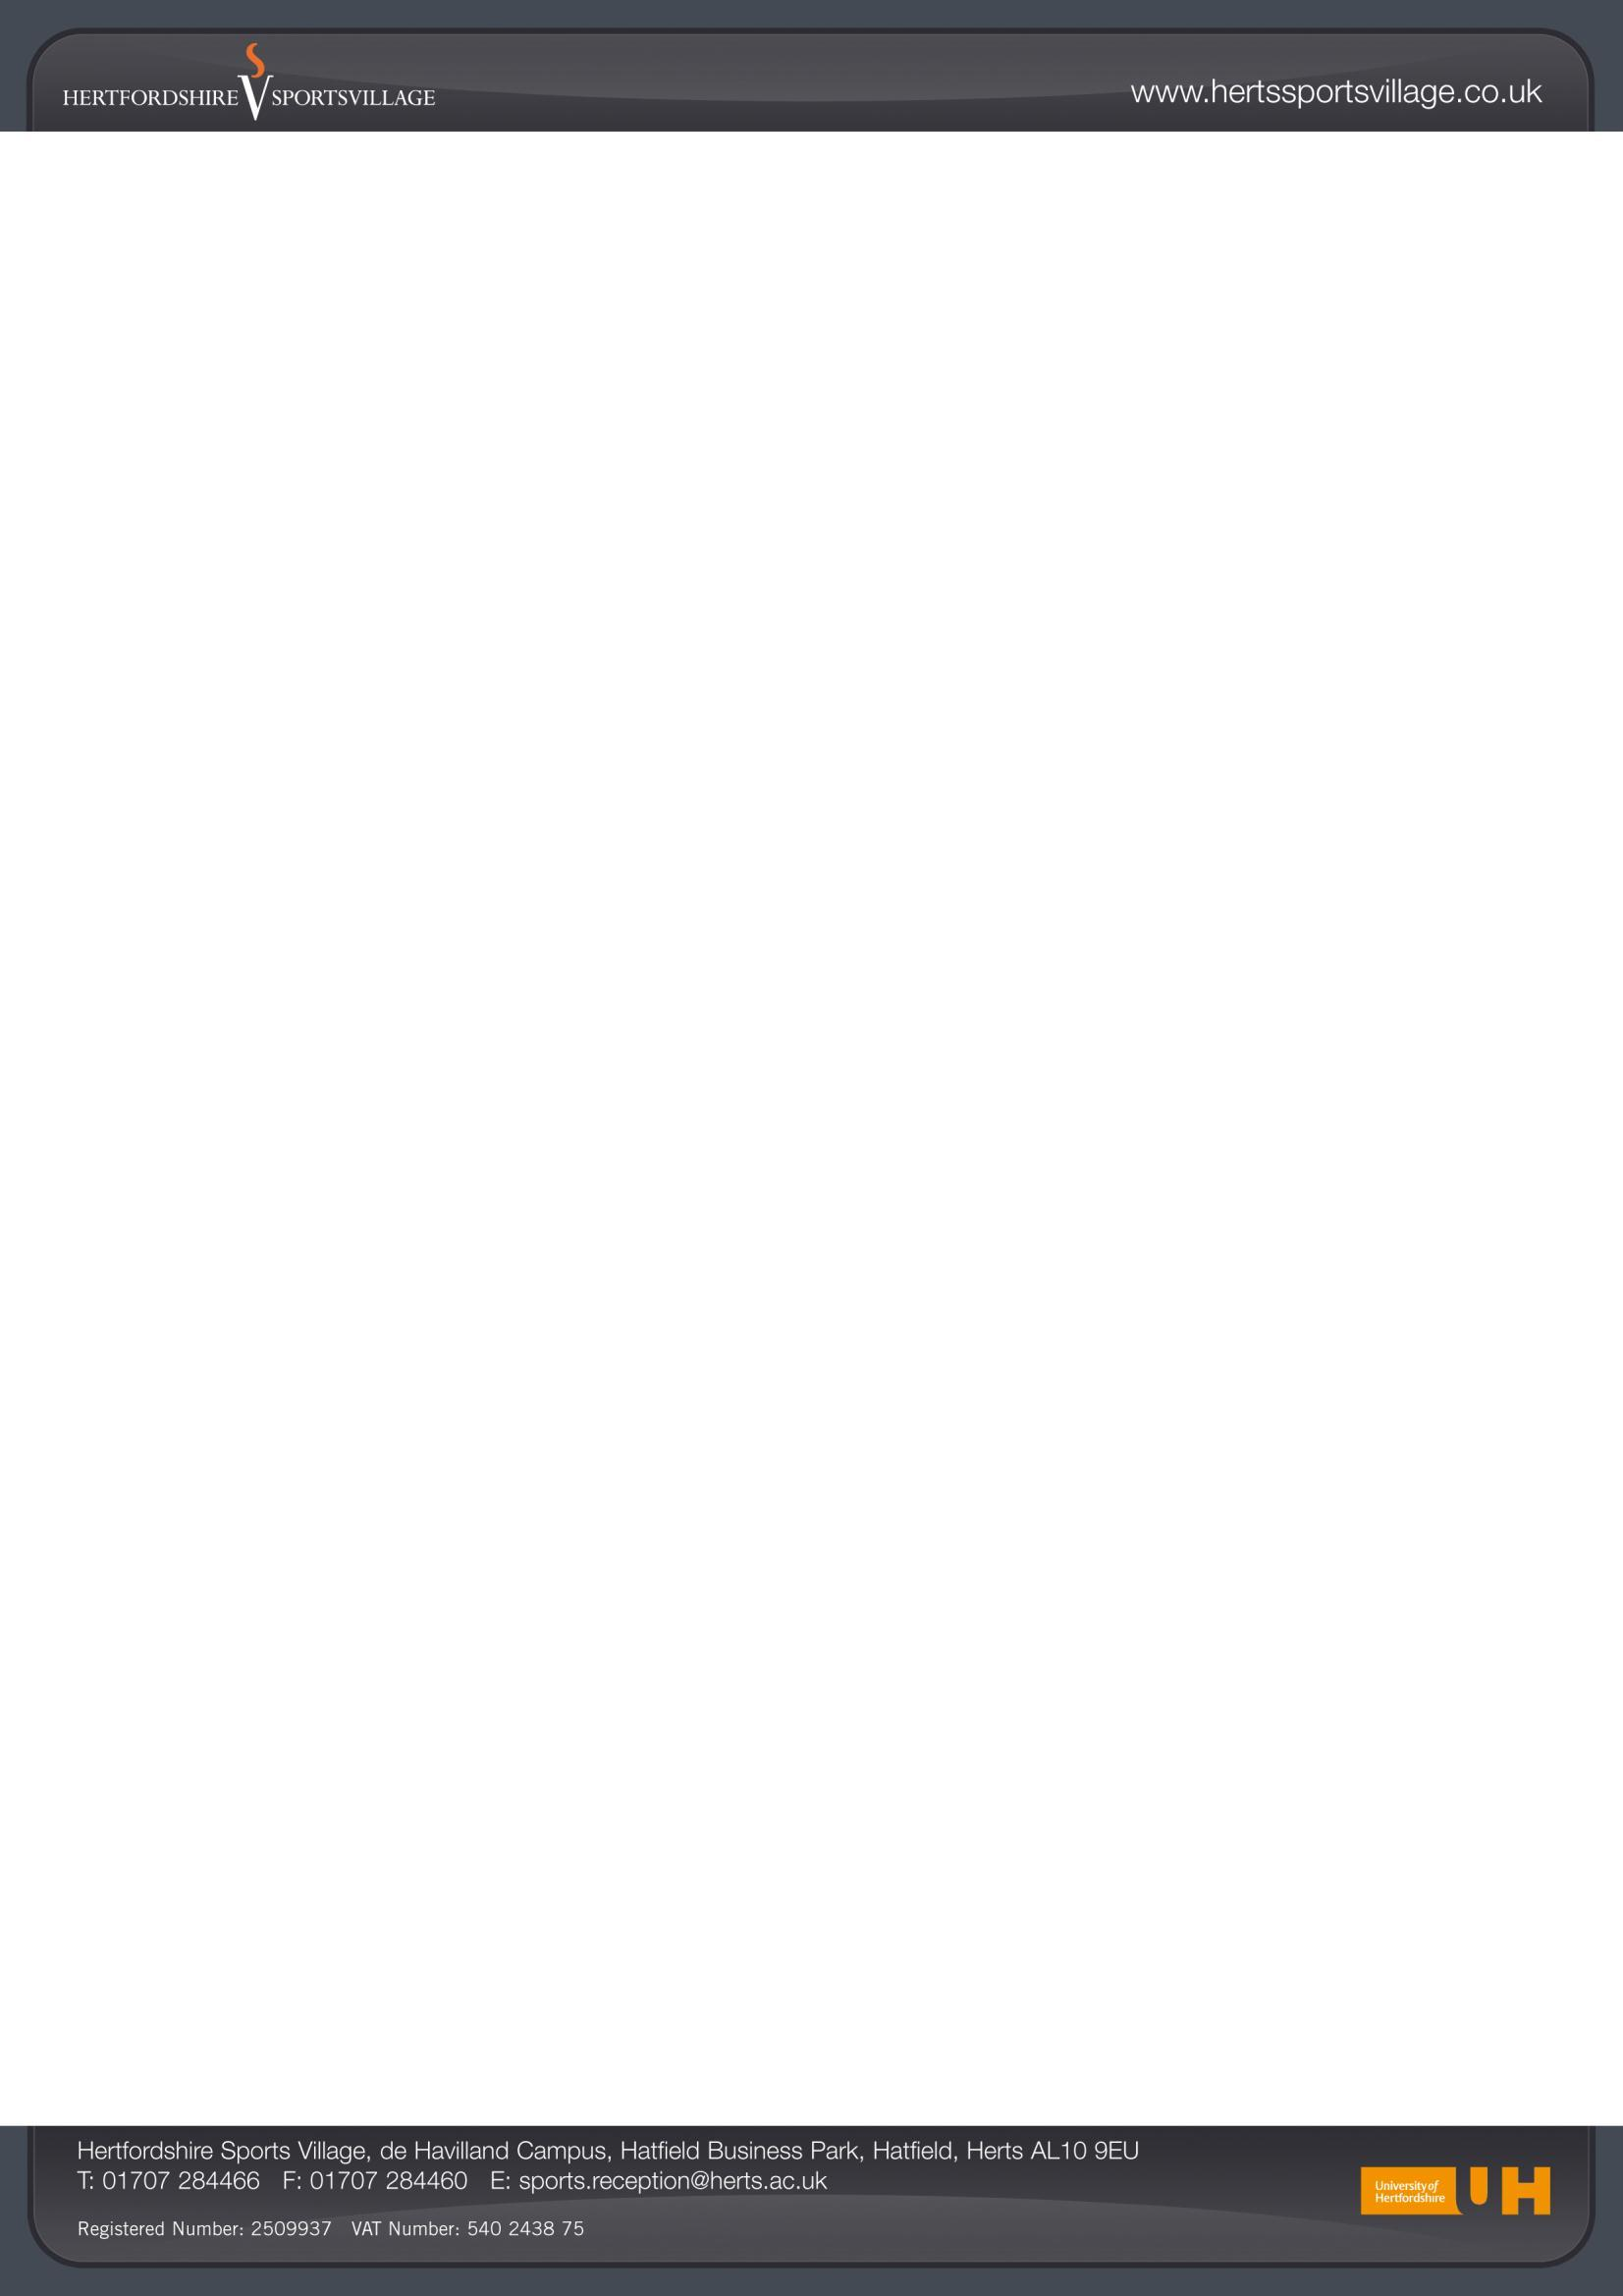 HERTFORDSHIRE SV SPORTSVILLAGE
www.hertssportsvillage.co.uk
Hertfordshire Sports Village, de Havilland Campus, Hatfield Business Park, Hatfield, Herts AL10 9EU
T: 01707 284466 F: 01707 284460 E: sports.reception@herts.ac.uk
Registered Number: 2509937 VAT Number: 540 2438 75
University of
Hertfordshire
UH